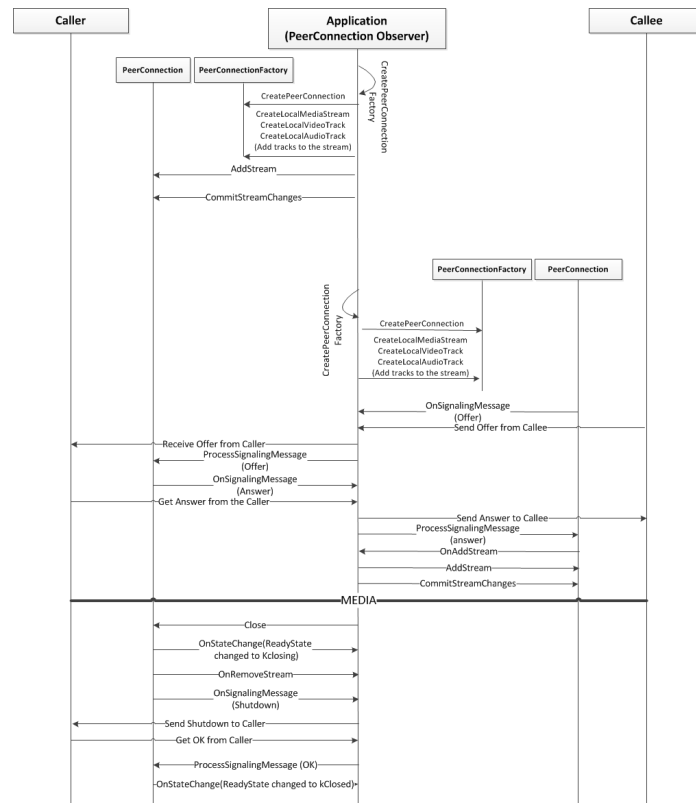 Caller
Application
(PeerConnection Observer)
Callee
PeerConnection
PeerConnectionFactory
CreatePeerConnection
Factory
CreatePeerConnection
CreateLocalMediaStream
CreateLocalVideoTrack
CreateLocalAudioTrack
(Add tracks to the stream)
AddStream
CommitStreamChanges
PeerConnectionFactory
PeerConnection
CreatePeerConnection
Factory
CreatePeerConnection
CreateLocalMediaStream
CreateLocalVideoTrack
CreateLocalAudioTrack
(Add tracks to the stream)
OnSignalingMessage
(Offer)
Send Offer from Callee
Receive Offer from Caller
ProcessSignalingMessage
(Offer)
OnSignalingMessage
(Answer)
Get Answer from the Caller
Send Answer to Callee
ProcessSignalingMessage
(answer)
OnAddStream
AddStream
CommitStreamChanges
MEDIA
Close
OnStateChange(ReadyState
changed to Kclosing)
OnRemoveStream
OnSignalingMessage
(Shutdown)
Send Shutdown to Caller
Get OK from Caller
ProcessSignalingMessage (OK)
OnStateChange(ReadyState changed to kClosed)